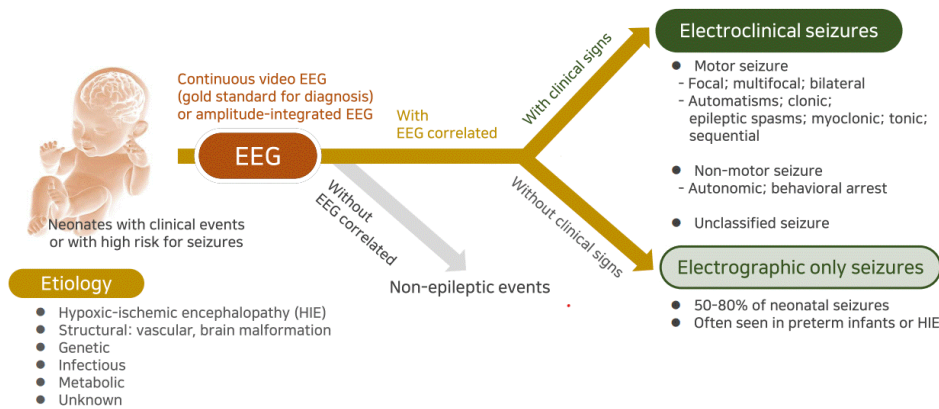 Continuous video EEG
(gold standard for diagnosis)
or amplitude-integrated EEG
EEG
Neonates with clinical events
or with high risk for seizures
Etiology
● Hypoxic-ischemic encephalopathy (HIE)
● Structural: vascular, brain malformation
● Genetic
● Infectious
● Metabolic
● Unknown
With
EEG correlated
Without
EEG correlated
Non-epileptic events
With clinical signs
Without clinical signs
Electroclinical seizures
● Motor seizure
- Focal; multifocal; bilateral
- Automatisms; clonic;
epileptic spasms; myoclonic; tonic;
sequential
● Non-motor seizure
- Autonomic; behavioral arrest
● Unclassified seizure
Electrographic only seizures
● 50-80% of neonatal seizures
● Often seen in preterm infants or HIE